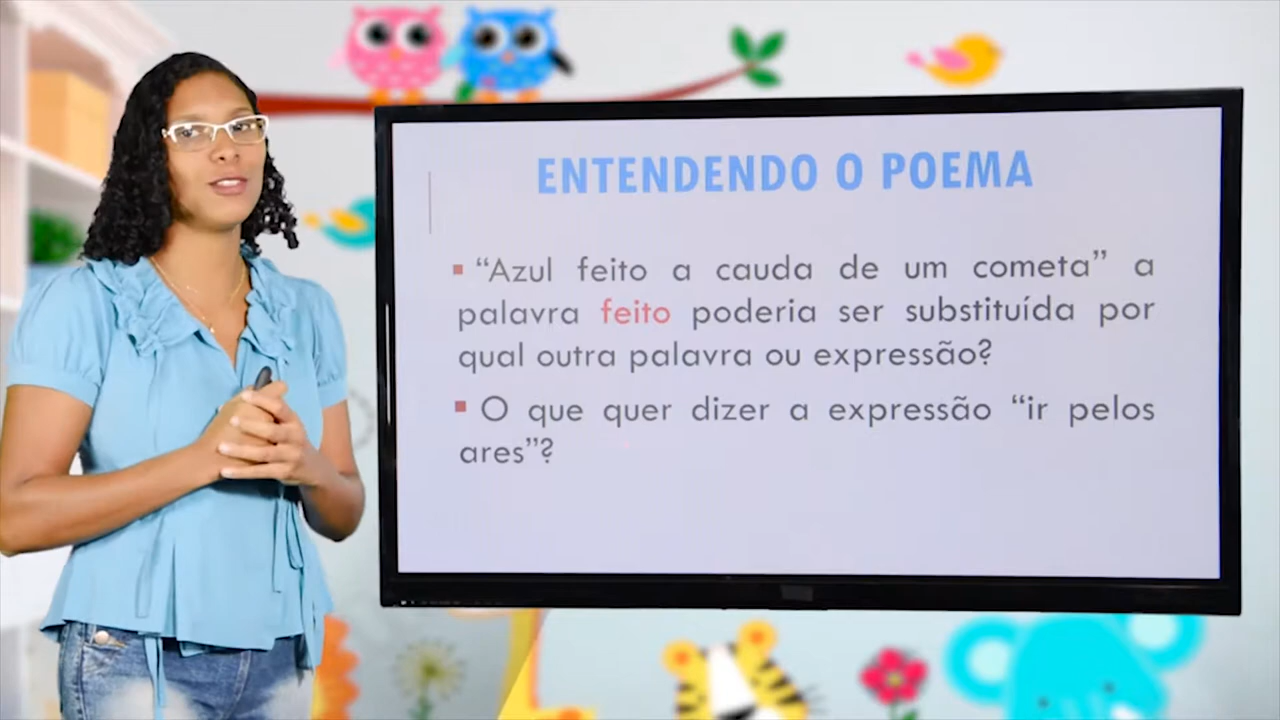 ENTENDENDO O POEMA
▪ “Azul feito a cauda de um cometa” a
palavra feito poderia ser substituída por
qual outra palavra ou expressão?
▪ O que quer dizer a expressão “ir pelos
ares”?